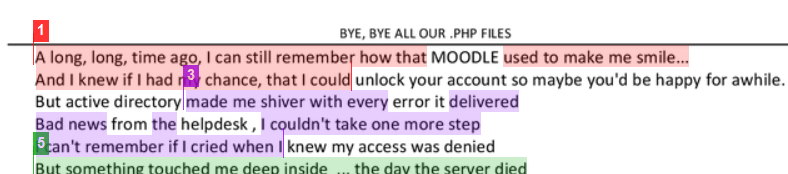 1
BYE, BYE ALL OUR .PHP FILES
A long, long, time ago, I can still remember how that MOODLE used to make me smile...
3
And I knew if I had my chance, that I could unlock your account so maybe you'd be happy for awhile.
But active directory made me shiver with every error it delivered
Bad news from the helpdesk , I couldn't take one more step
5
I can't remember if I cried when I knew my access was denied
But something touched me deep inside ... the day the server died